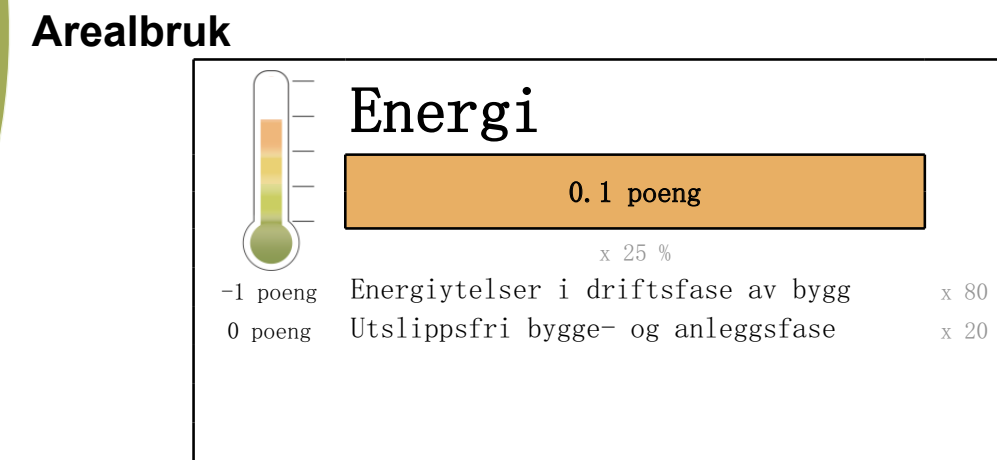 Arealbruk
Energi
0.1 poeng
x 25 %
-1 poeng Energiytelser i driftsfase av bygg x 80
0 poeng Utslippsfri bygge- og anleggsfase x 20